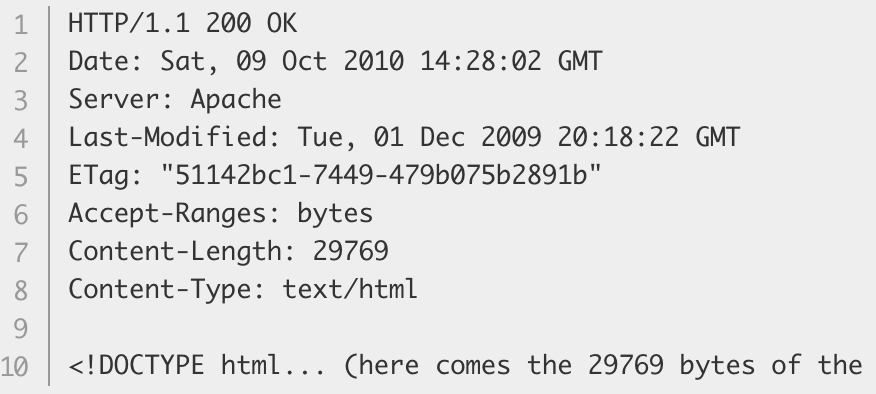 1 HTTP/1.1 200 OK
2 Date: Sat, 09 Oct 2010 14:28:02 GMT
3 Server: Apache
4 Last-Modified: Tue, 01 Dec 2009 20:18:22 GMT
5 ETag: "51142bc1-7449-479b075b2891b"
6 Accept-Ranges: bytes
7 Content-Length: 29769
8 Content-Type: text/html
9
10 <!DOCTYPE html... (here comes the 29769 bytes of the